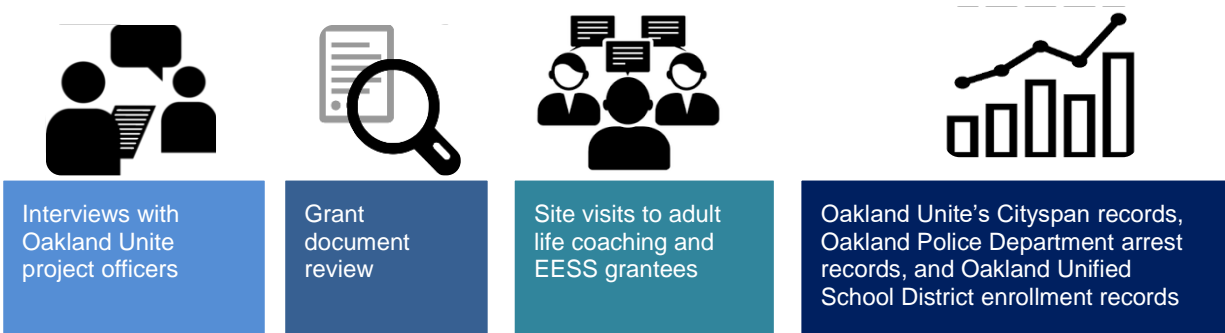 Interviews with
Oakland Unite
project officers
Grant
document
review
Site visits to adult
life coaching and
EESS grantees
Oakland Unite’s Cityspan records,
Oakland Police Department arrest
records, and Oakland Unified
School District enrollment records